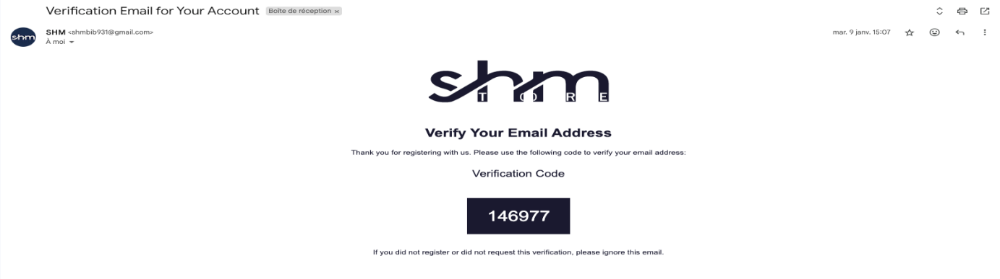 Verification Email for Your Account Boîte de réception ×
SHM <shmbib931@gmail.com> mar. 9 janv. 15:07
À moi
shm
shm
STORE
Verify Your Email Address
Thank you for registering with us. Please use the following code to verify your email address:
Verification Code
146977
If you did not register or did not request this verification, please ignore this email.